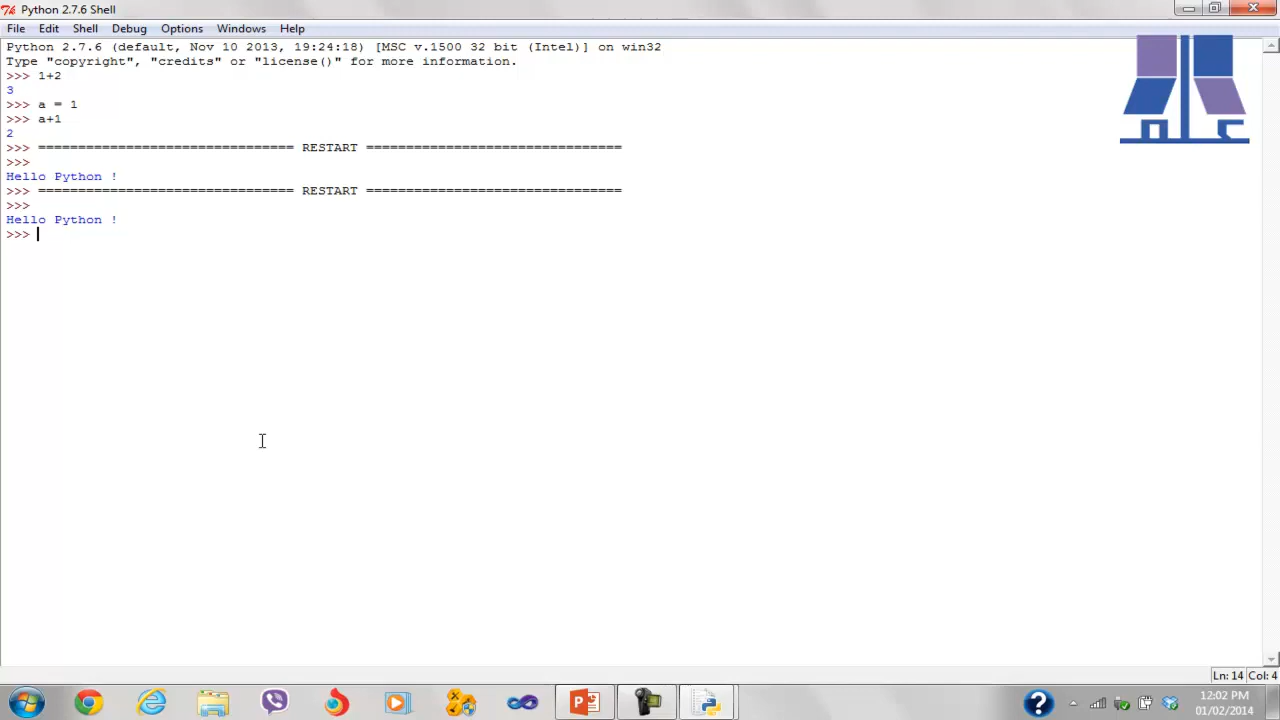 Python 2.7.6 Shell
File Edit Shell Debug Options Windows Help
Python 2.7.6 (default, Nov 10 2013, 19:24:18) [MSC v.1500 32 bit (Intel)] on win32
Type "copyright", "credits" or "license()" for more information.
>>> 1+2
3
>>> a = 1
>>> a+1
2
>>> ================================ RESTART ================================
>>>
Hello Python !
>>> ================================ RESTART ================================
>>>
Hello Python !
>>>
Ln: 14 Col: 4
12:02 PM
01/02/2014